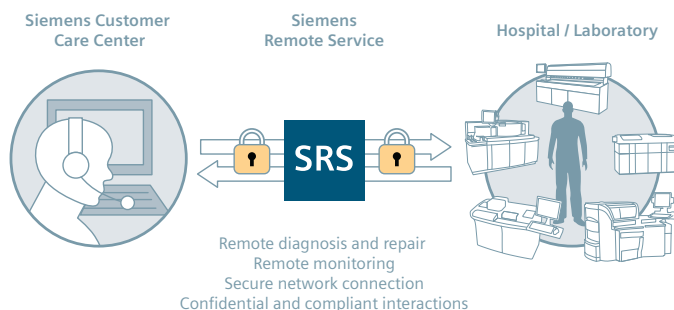 Siemens Customer
Care Center
Siemens
Remote Service
Hospital / Laboratory
SRS
Remote diagnosis and repair
Remote monitoring
Secure network connection
Confidential and compliant interactions